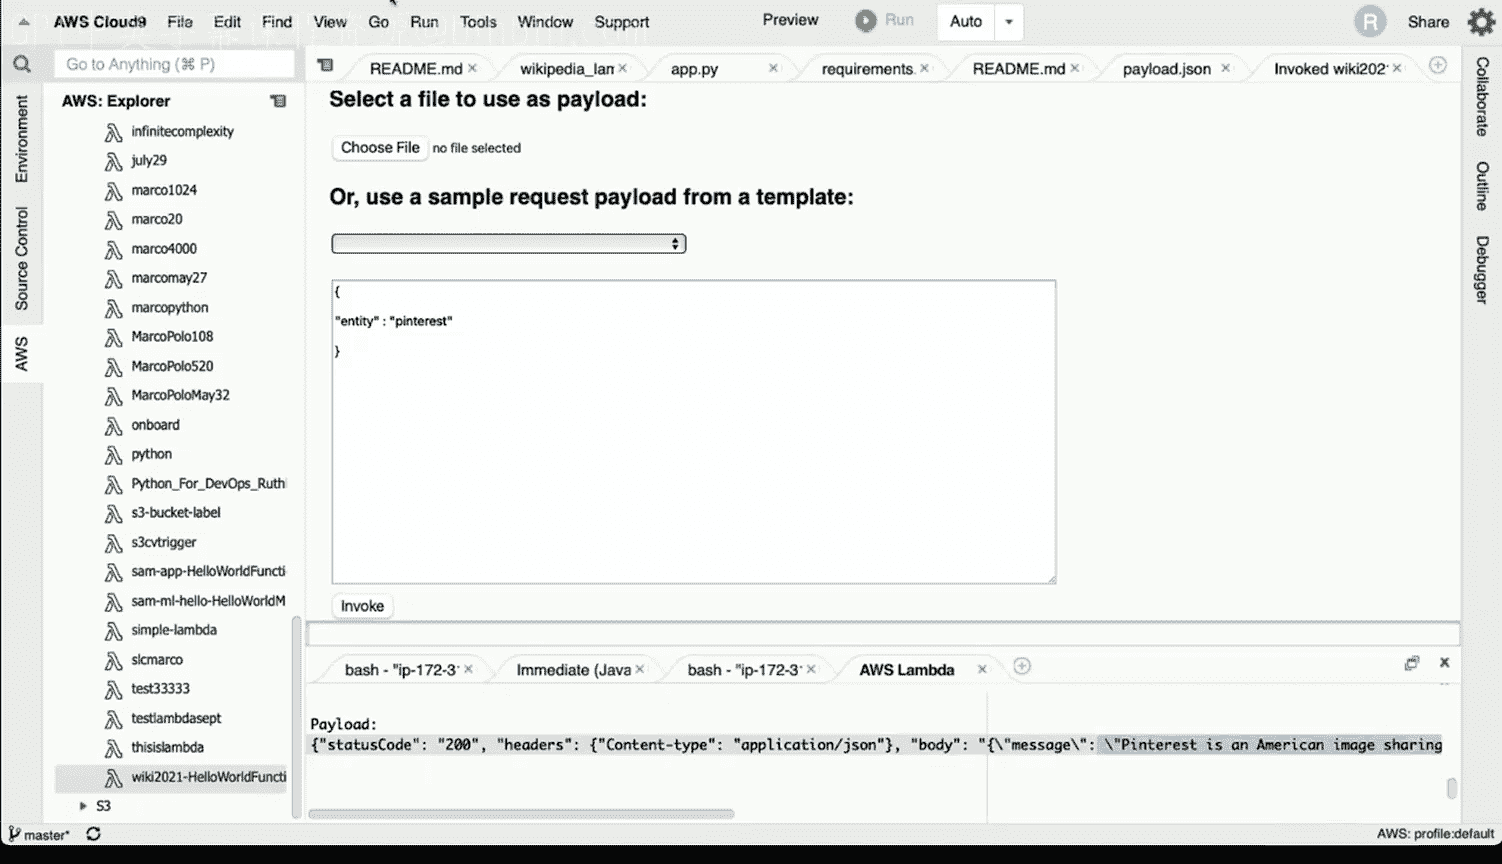 AWS Cloud9 File Edit Find View Go Run Tools Window Support Preview Run Auto R Share
Go to Anything (⌘ P) README.md wikipedia_lan app.py requirements. README.md payload.json Invoked wiki202
Environment
Source Control
AWS
AWS: Explorer
infinitecomplexity
july29
marco1024
marco20
marco4000
marcomay27
marcopython
MarcoPolo108
MarcoPolo520
MarcoPoloMay32
onboard
python
Python_For_DevOps_Ruth
s3-bucket-label
s3cvtrigger
sam-app-HelloWorldFuncti
sam-ml-hello-HelloWorldM
simple-lambda
slcmarco
test33333
testlambdasept
thisislambda
wiki2021-HelloWorldFuncti
S3
Select a file to use as payload:
Choose File no file selected
Or, use a sample request payload from a template:
{
"entity" : "pinterest"
}
Invoke
bash - "ip-172-3 Immediate (Java bash - "ip-172-3 AWS Lambda
Payload:
{"statusCode": "200", "headers": {"Content-type": "application/json"}, "body": "{\"message\": \"Pinterest is an American image sharing
Collaborate
Outline
Debugger
master* AWS: profile:default